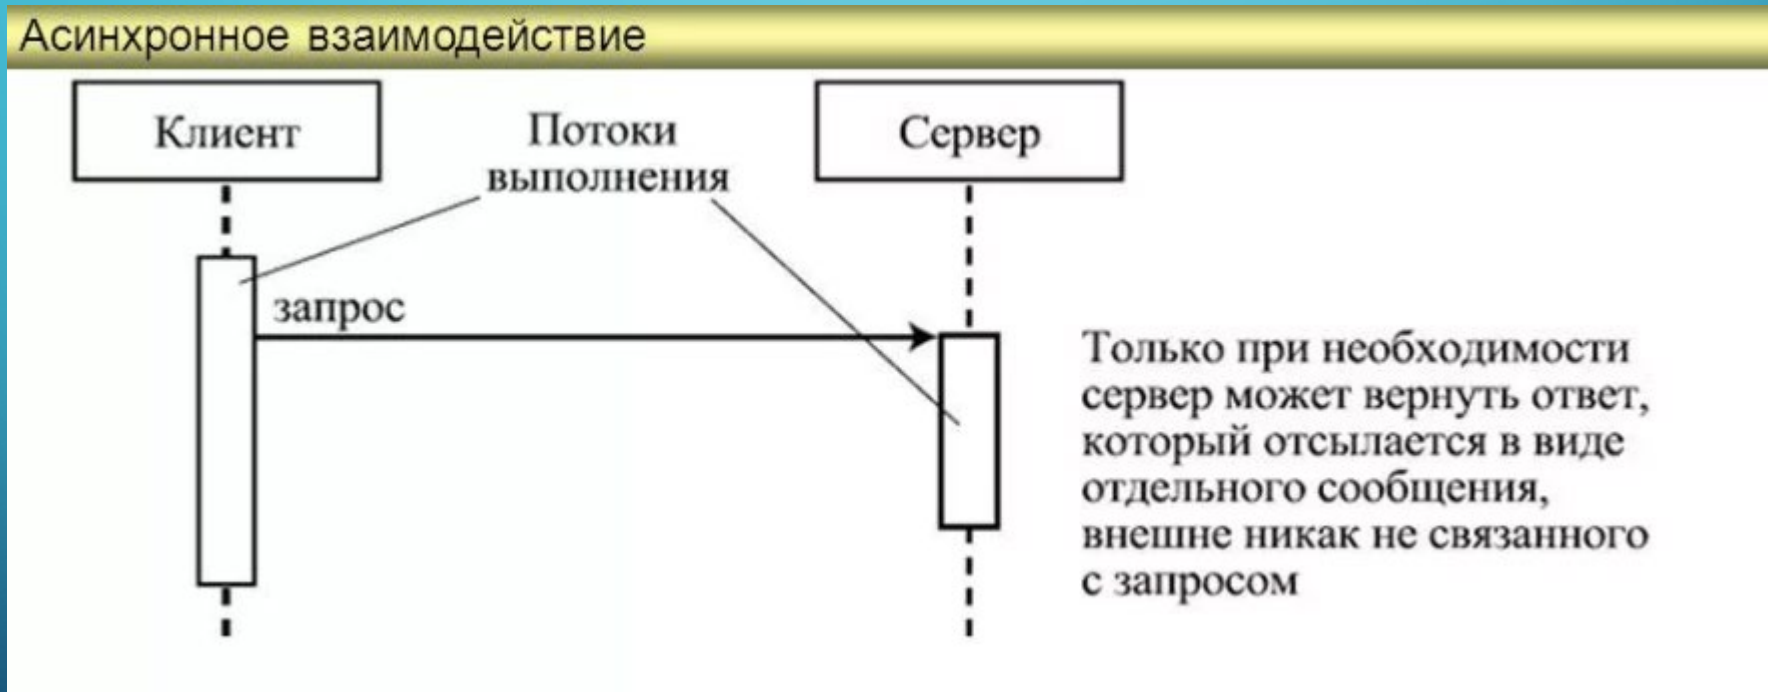 Асинхронное взаимодействие
Клиент
Потоки
выполнения
Сервер
запрос
Только при необходимости
сервер может вернуть ответ,
который отсылается в виде
отдельного сообщения,
внешне никак не связанного
с запросом